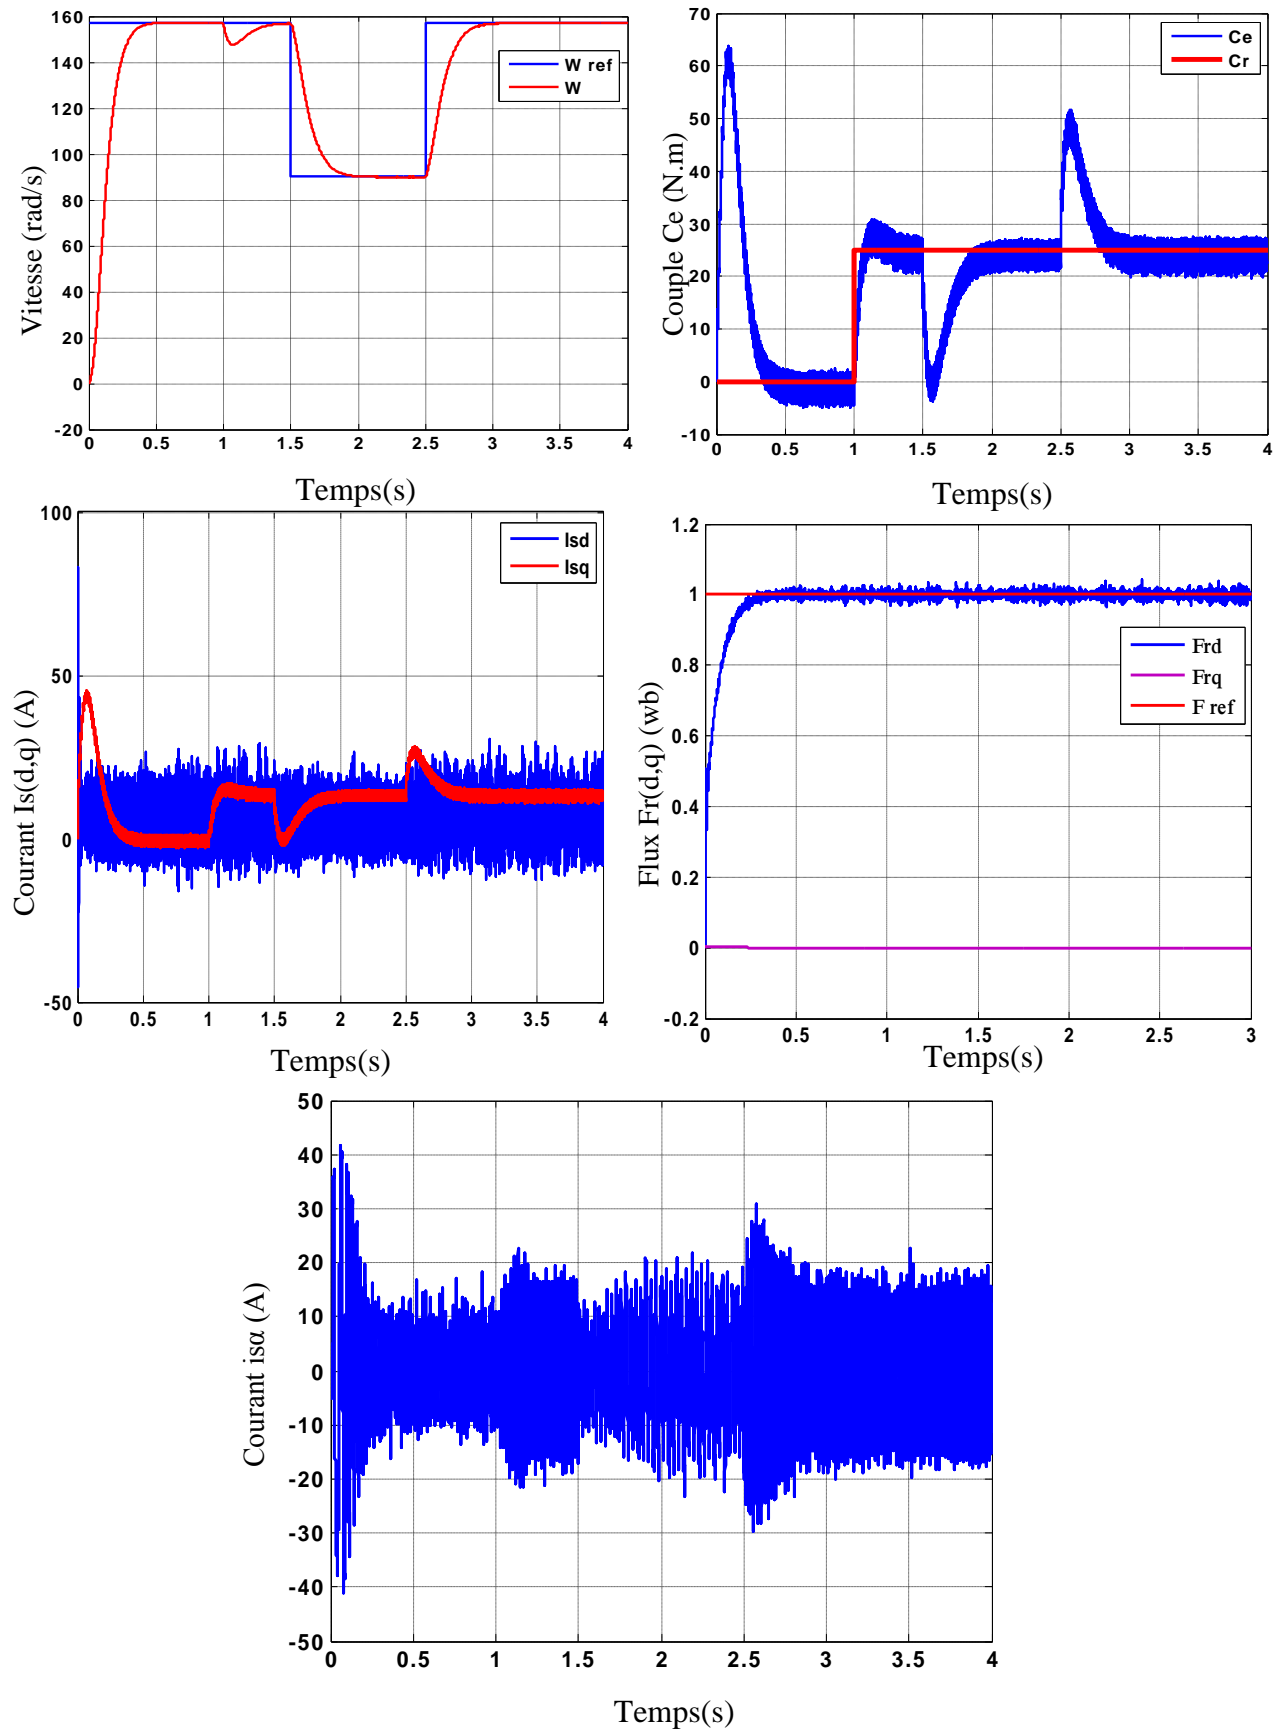 160
140
120
100
80
60
40
20
0
-20
Vitesse (rad/s)
W ref
W
0 0.5 1 1.5 2 2.5 3 3.5 4
Temps(s)
70
60
50
40
30
20
10
0
-10
Couple Ce (N.m)
Ce
Cr
0 0.5 1 1.5 2 2.5 3 3.5 4
Temps(s)
100
50
0
-50
Courant Is(d,q) (A)
Isd
Isq
0 0.5 1 1.5 2 2.5 3 3.5 4
Temps(s)
1.2
1
0.8
0.6
0.4
0.2
0
-0.2
Flux Fr(d,q) (wb)
Frd
Frq
F ref
0 0.5 1 1.5 2 2.5 3
Temps(s)
50
40
30
20
10
0
-10
-20
-30
-40
-50
Courant isα (A)
0 0.5 1 1.5 2 2.5 3 3.5 4
Temps(s)